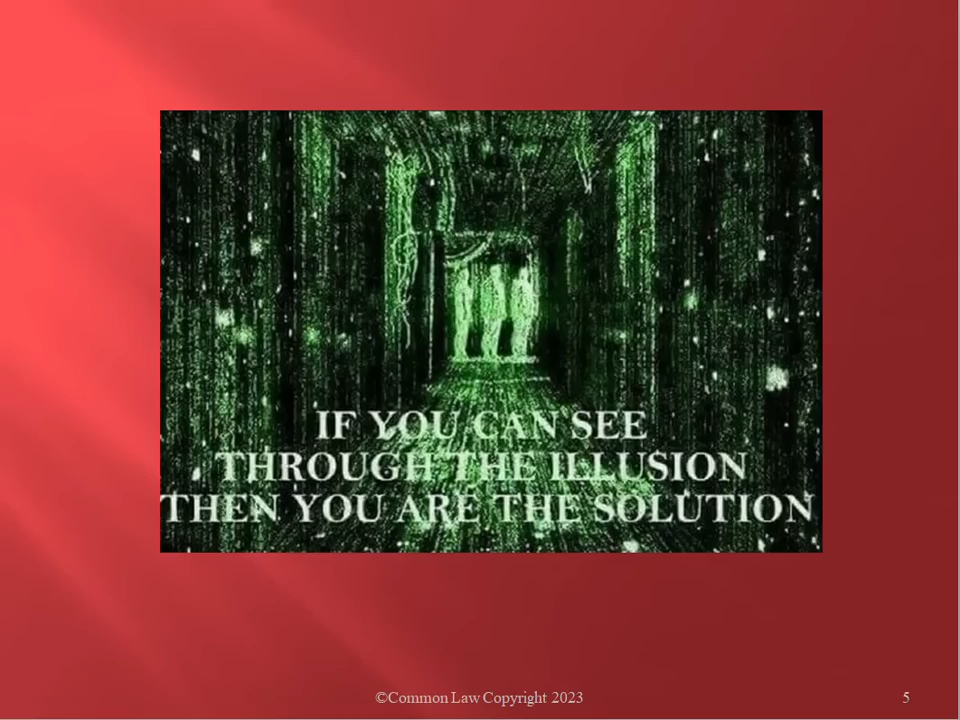 IF YOU CAN SEE
THROUGH THE ILLUSION
THEN YOU ARE THE SOLUTION
©Common Law Copyright 2023
5